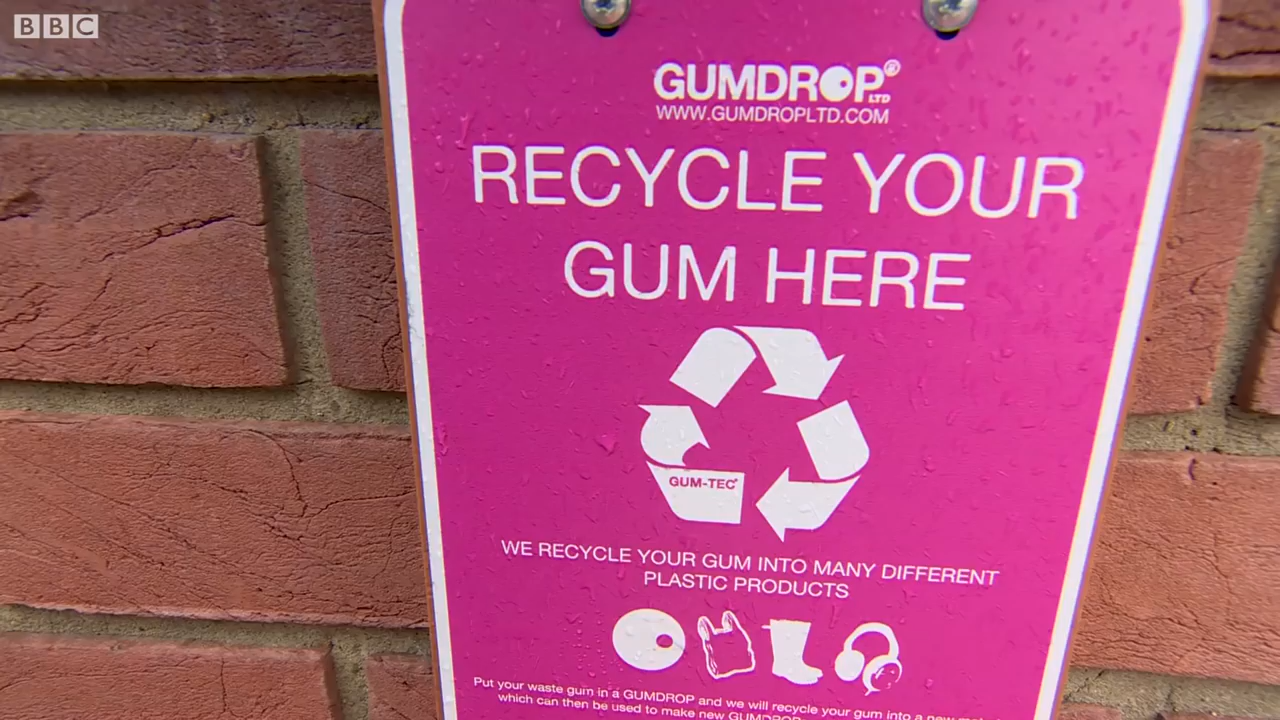 BBC
GUMDROP®
LTD
WWW.GUMDROPLTD.COM
RECYCLE YOUR
GUM HERE
GUM-TEC®
WE RECYCLE YOUR GUM INTO MANY DIFFERENT
PLASTIC PRODUCTS
Put your waste gum in a GUMDROP and we will recycle your gum into a new
which can then be used to make new GUMDROP